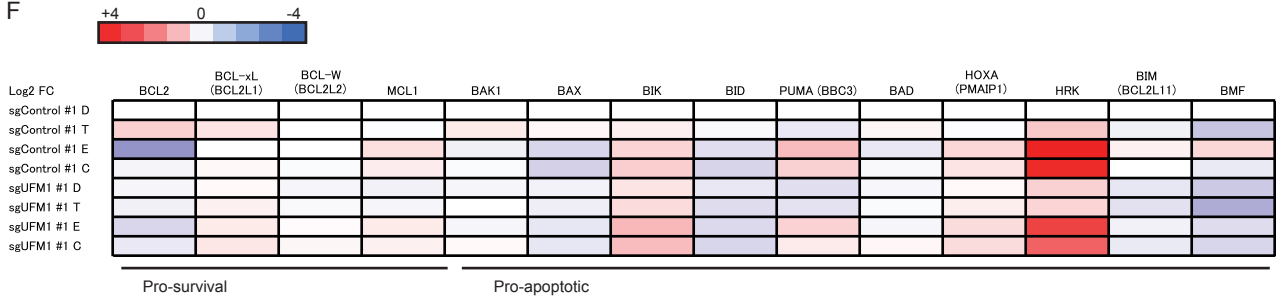 F
+4 0 -4
Log2 FC BCL2 BCL-xL (BCL2L1) BCL-W (BCL2L2) MCL1 BAK1 BAX BIK BID PUMA (BBC3) BAD HOXA (PMAIP1) HRK BIM (BCL2L11) BMF
sgControl #1 D
sgControl #1 T
sgControl #1 E
sgControl #1 C
sgUFM1 #1 D
sgUFM1 #1 T
sgUFM1 #1 E
sgUFM1 #1 C
Pro-survival Pro-apoptotic